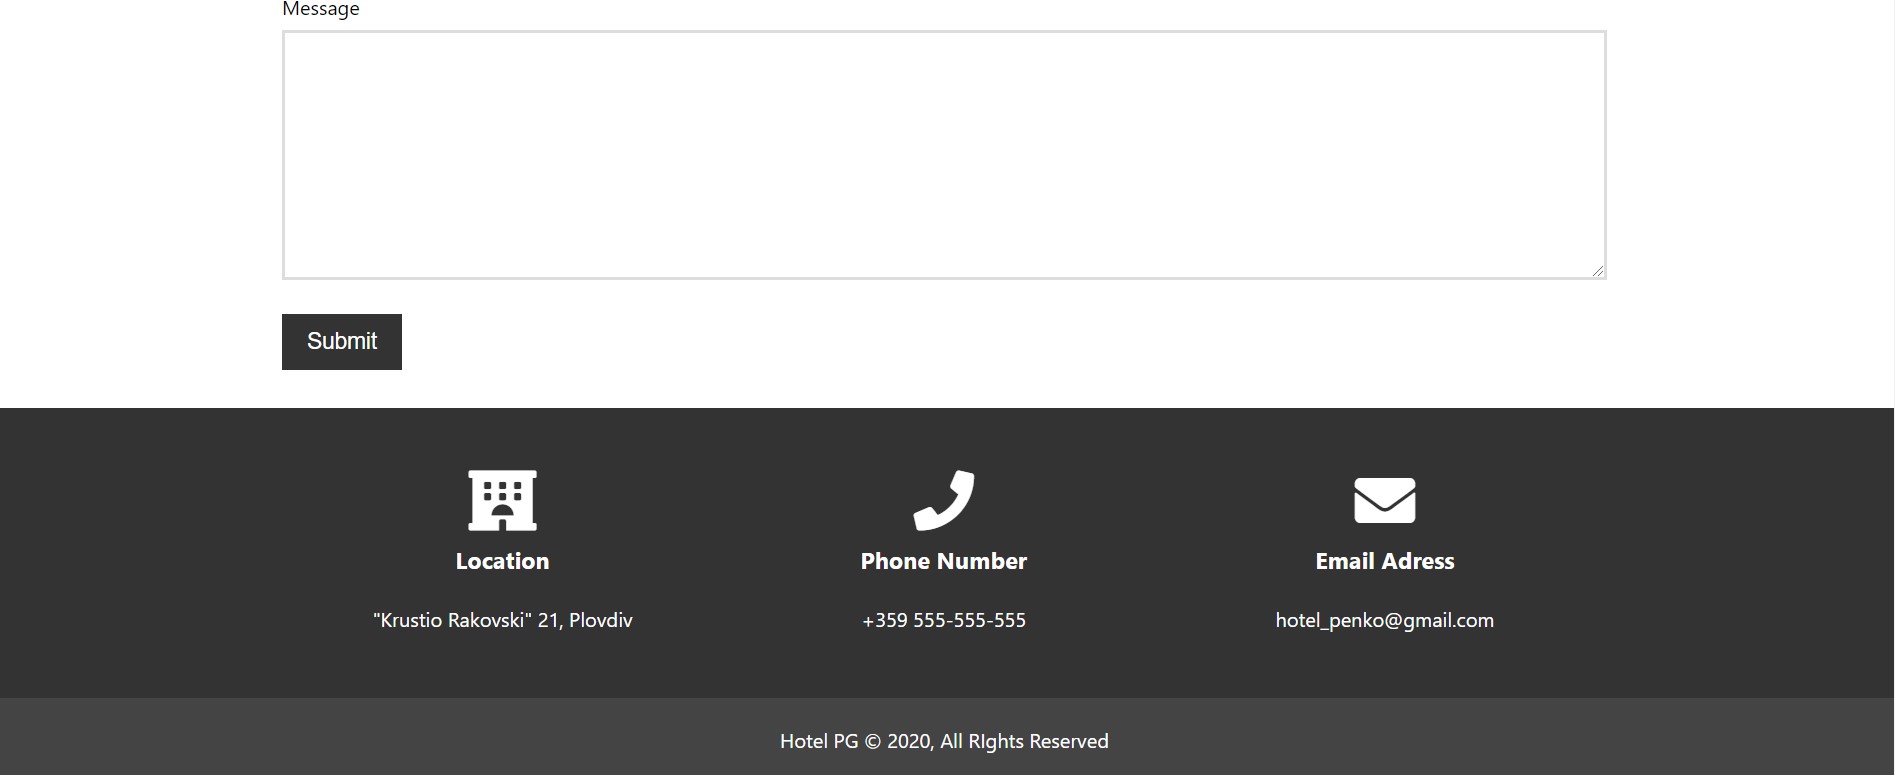 Message
Submit
Location
Phone Number
Email Adress
"Krustio Rakovski" 21, Plovdiv
+359 555-555-555
hotel_penko@gmail.com
Hotel PG © 2020, All RIghts Reserved